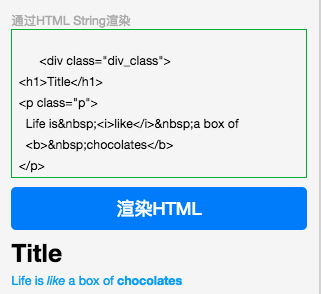 通过HTML String渲染
<div class="div_class">
<h1>Title</h1>
<p class="p">
Life is&nbsp;<i>like</i>&nbsp;a box of
<b>&nbsp;chocolates</b>
</p>
渲染HTML
Title
Life is like a box of chocolates